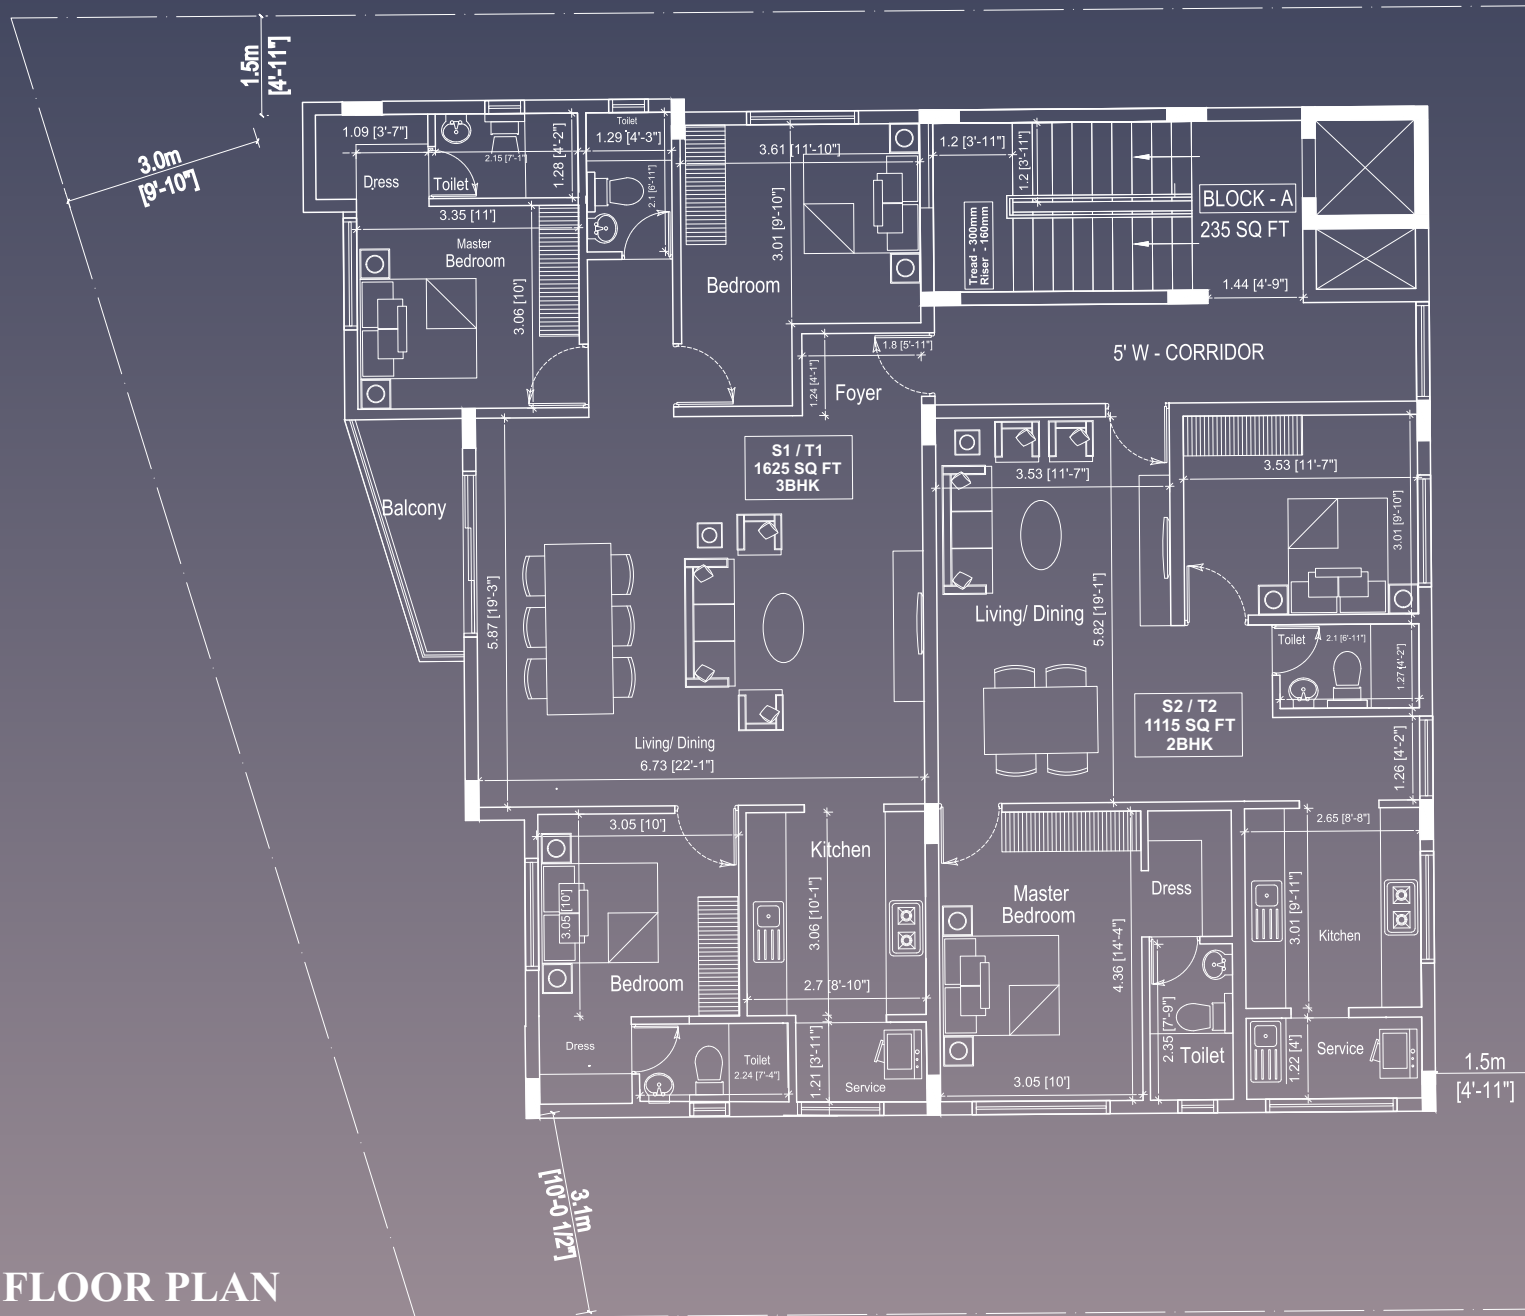 1.5m
[4'-11"]
3.0m
[9'-10"]
1.09 [3'-7"]
2.15 [7'-1"]
1.28 [4'-2"]
Dress
Toilet
3.35 [11']
Master
Bedroom
3.06 [10']
Toilet
1.29 [4'-3"]
2.1 [6'-11"]
3.61 [11'-10"]
3.01 [9'-10"]
Bedroom
1.2 [3'-11"]
1.2 [3'-11"]
Tread - 300mm
Riser - 160mm
BLOCK - A
235 SQ FT
1.44 [4'-9"]
5' W - CORRIDOR
1.8 [5'-11"]
1.24 [4'-1"]
Foyer
S1 / T1
1625 SQ FT
3BHK
Balcony
5.87 [19'-3"]
Living/ Dining
6.73 [22'-1"]
3.53 [11'-7"]
Living/ Dining
5.82 [19'-1"]
3.53 [11'-7"]
3.01 [9'-10"]
Toilet
2.1 [6'-11"]
1.27 [4'-2"]
S2 / T2
1115 SQ FT
2BHK
1.26 [4'-2"]
3.05 [10']
3.05 [10']
Bedroom
Dress
Toilet
2.24 [7'-4"]
Kitchen
3.06 [10'-1"]
2.7 [8'-10"]
1.21 [3'-11"]
Service
Master
Bedroom
4.36 [14'-4"]
3.05 [10']
Dress
2.35 [7'-9"]
Toilet
2.65 [8'-8"]
3.01 [9'-11"]
Kitchen
1.22 [4']
Service
1.5m
[4'-11"]
3.1m
[10'-0 1/2"]
FLOOR PLAN